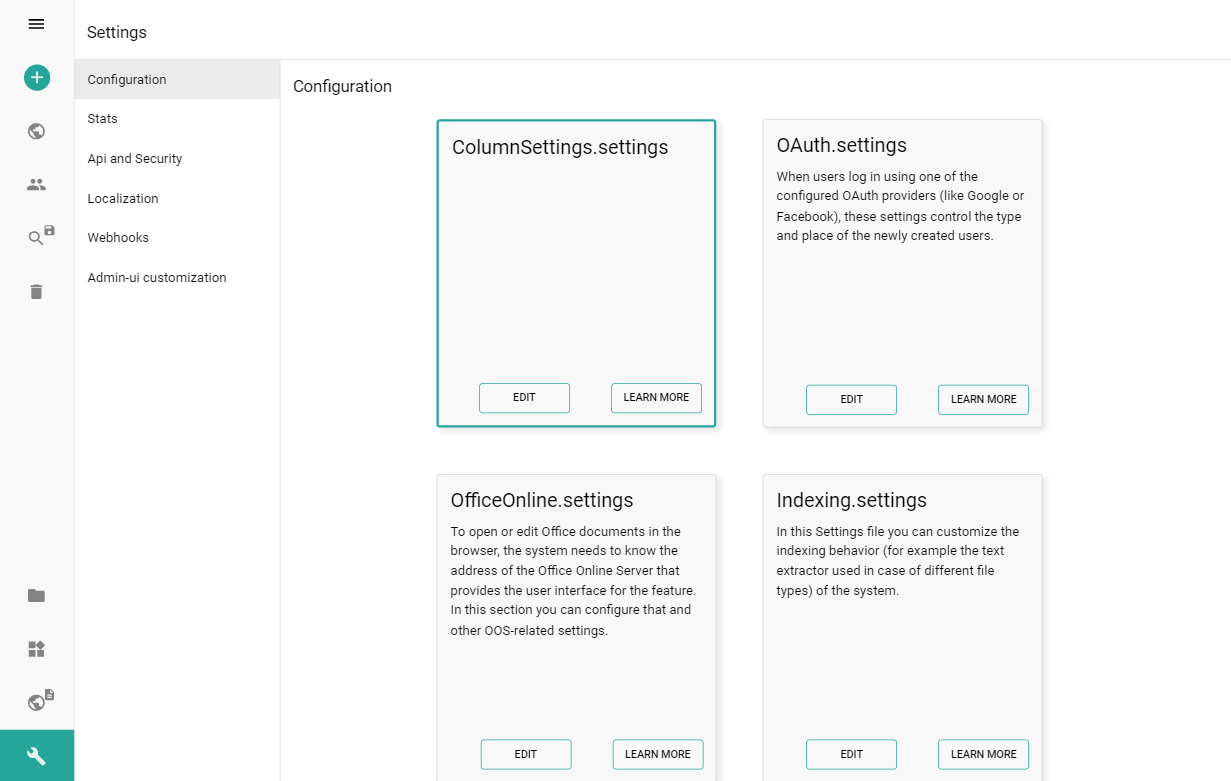 Settings
Configuration
Stats
Api and Security
Localization
Webhooks
Admin-ui customization
Configuration
ColumnSettings.settings
EDIT
LEARN MORE
OAuth.settings
When users log in using one of the
configured OAuth providers (like Google or
Facebook), these settings control the type
and place of the newly created users.
EDIT
LEARN MORE
OfficeOnline.settings
To open or edit Office documents in the
browser, the system needs to know the
address of the Office Online Server that
provides the user interface for the feature.
In this section you can configure that and
other OOS-related settings.
EDIT
LEARN MORE
Indexing.settings
In this Settings file you can customize the
indexing behavior (for example the text
extractor used in case of different file
types) of the system.
EDIT
LEARN MORE